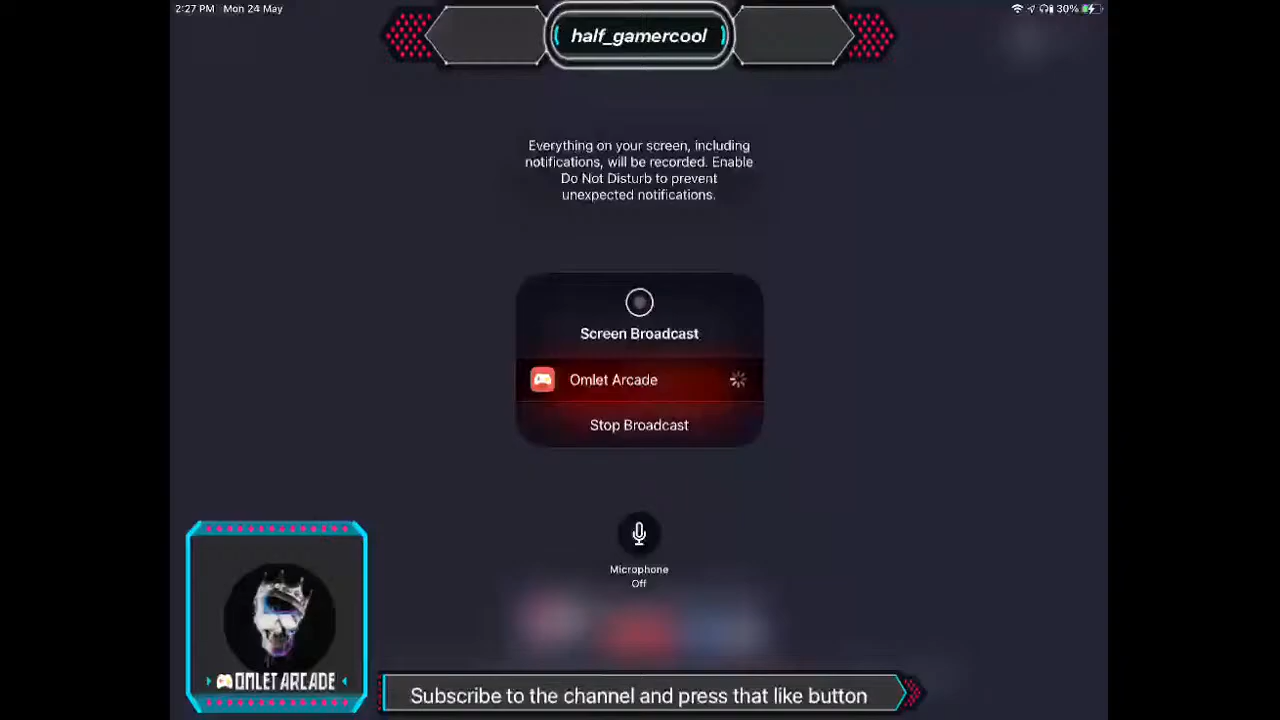 2:27 PM Mon 24 May
30%
half_gamercool
Everything on your screen, including
notifications, will be recorded. Enable
Do Not Disturb to prevent
unexpected notifications.
Screen Broadcast
Omlet Arcade
Stop Broadcast
Microphone
Off
OMLET ARCADE
Subscribe to the channel and press that like button